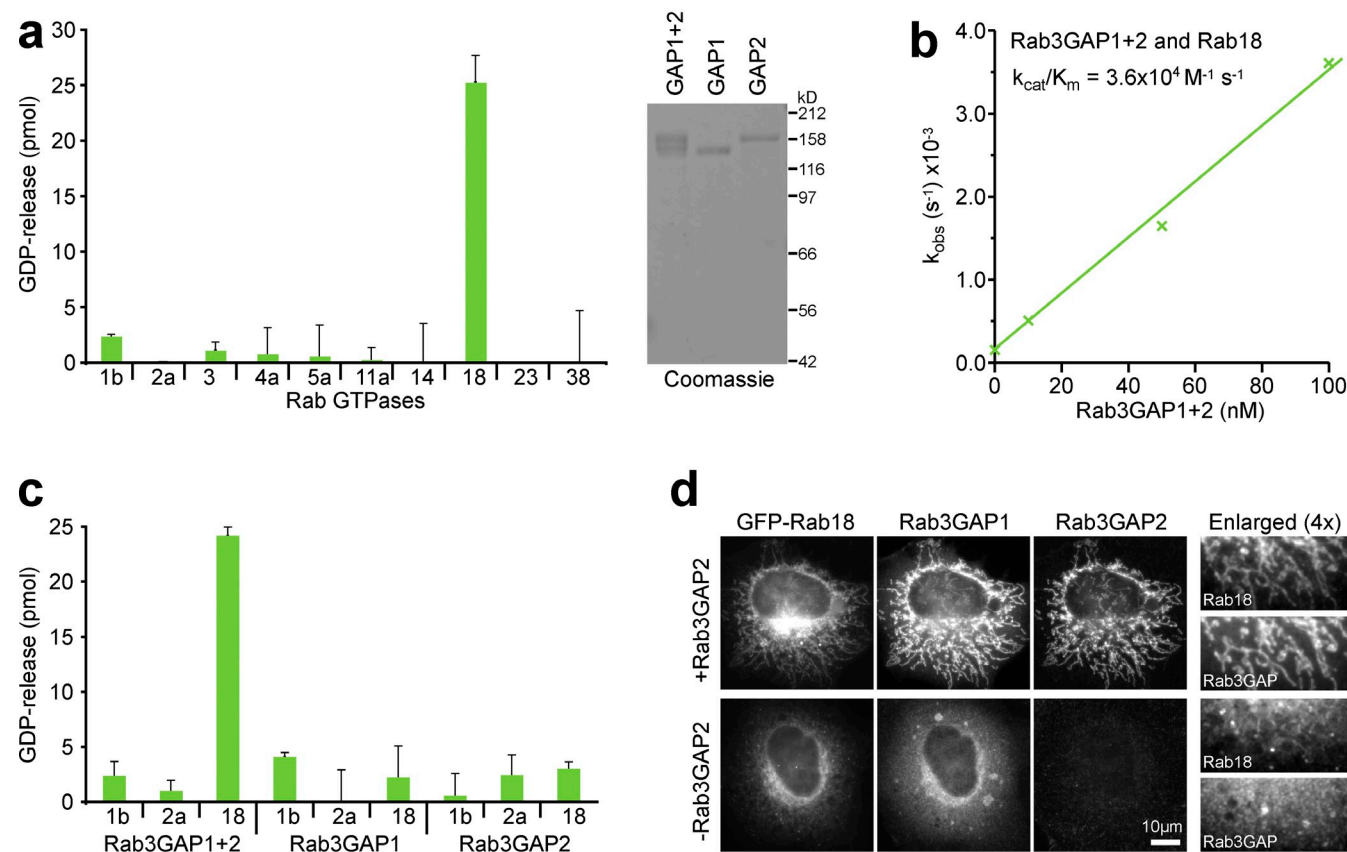 a
30
25
20
15
10
5
0
GDP-release (pmol)
1b 2a 3 4a 5a 11a 14 18 23 38
Rab GTPases
GAP1+2
GAP1
GAP2
kD
212
158
116
97
66
56
42
Coomassie
b
Rab3GAP1+2 and Rab18
kcat/Km = 3.6x10⁴ M⁻¹ s⁻¹
4.0
3.0
2.0
1.0
0.0
kobs (s⁻¹) x10⁻³
0 20 40 60 80 100
Rab3GAP1+2 (nM)
c
25
20
15
10
5
0
GDP-release (pmol)
1b 2a 18 1b 2a 18 1b 2a 18
Rab3GAP1+2 Rab3GAP1 Rab3GAP2
d
GFP-Rab18 Rab3GAP1 Rab3GAP2 Enlarged (4x)
+Rab3GAP2
Rab18
Rab3GAP
-Rab3GAP2
Rab18
10µm
Rab3GAP